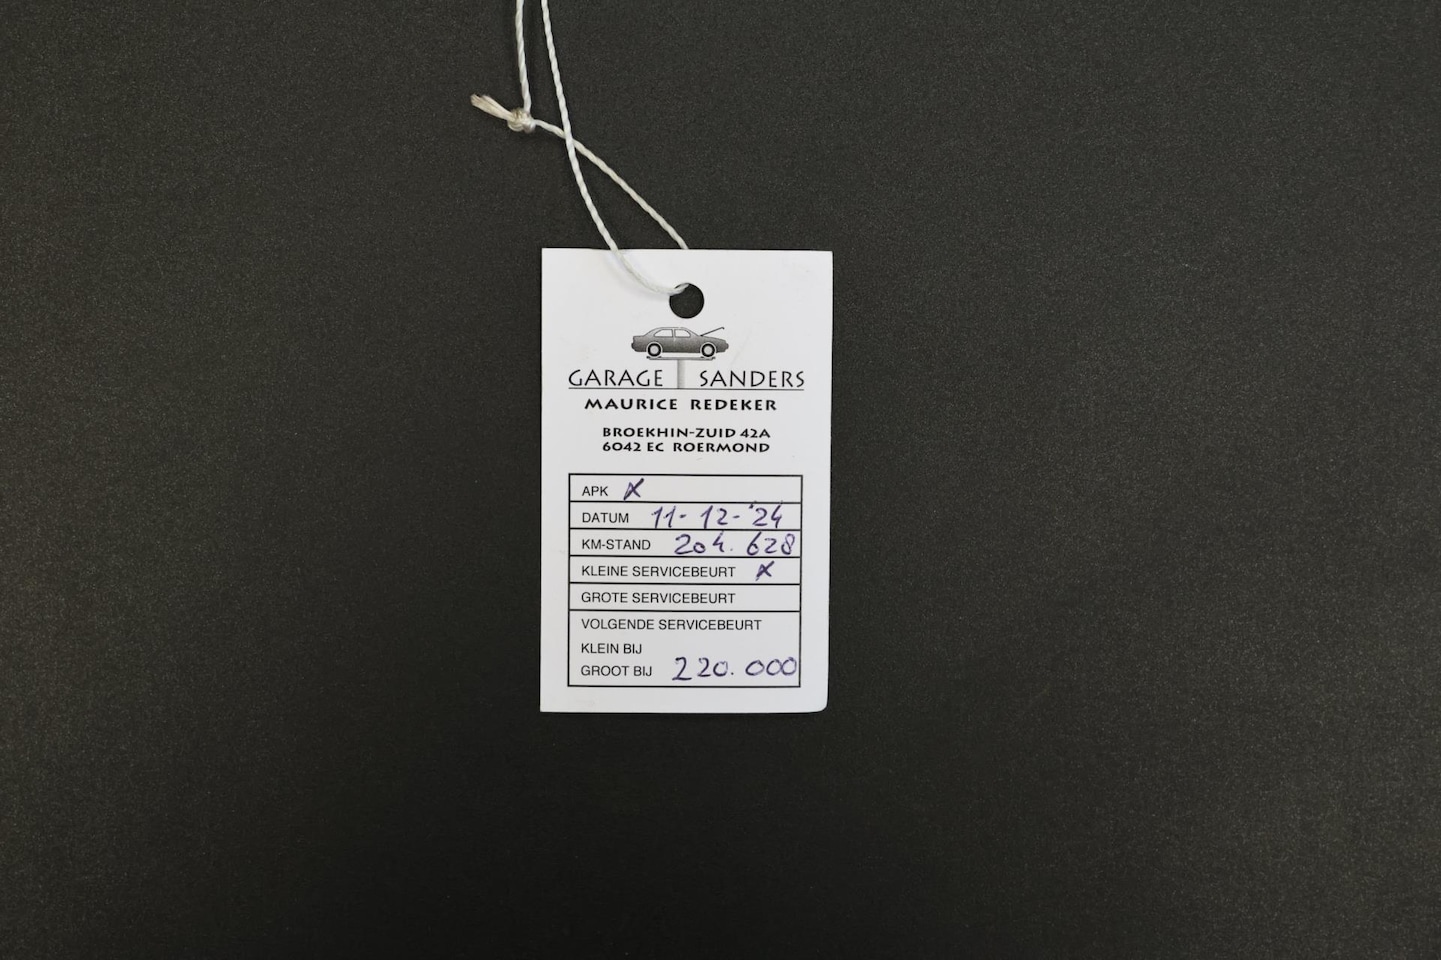 GARAGE SANDERS
MAURICE REDEKER
BROEKHIN-ZUID 42A
6042 EC ROERMOND
APK X
DATUM 11-12-'24
KM-STAND 204.628
KLEINE SERVICEBEURT X
GROTE SERVICEBEURT
VOLGENDE SERVICEBEURT
KLEIN BIJ
GROOT BIJ 220.000